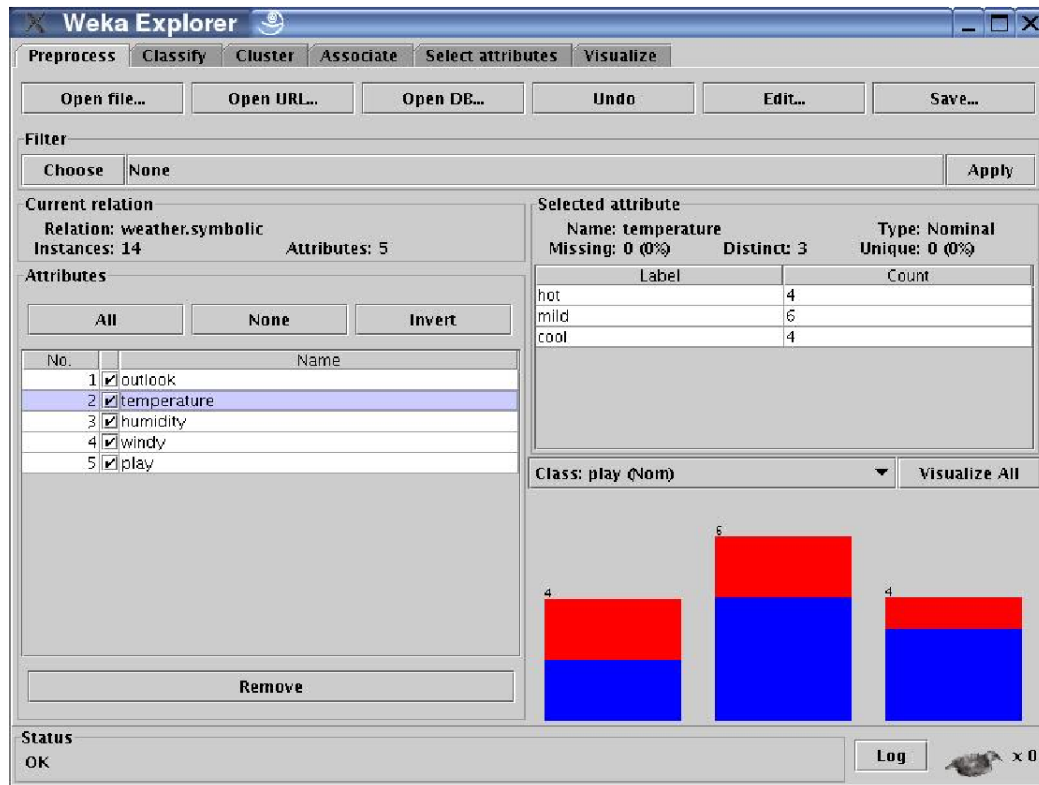 Weka Explorer
Preprocess Classify Cluster Associate Select attributes Visualize
Open file... Open URL... Open DB... Undo Edit... Save...
Filter
Choose None Apply
Current relation
Relation: weather.symbolic
Instances: 14 Attributes: 5
Selected attribute
Name: temperature Type: Nominal
Missing: 0 (0%) Distinct: 3 Unique: 0 (0%)
Attributes
All None Invert
No. Name
1 outlook
2 temperature
3 humidity
4 windy
5 play
Remove
Label Count
hot 4
mild 6
cool 4
Class: play (Nom) Visualize All
4 6 4
Status
OK
Log x 0